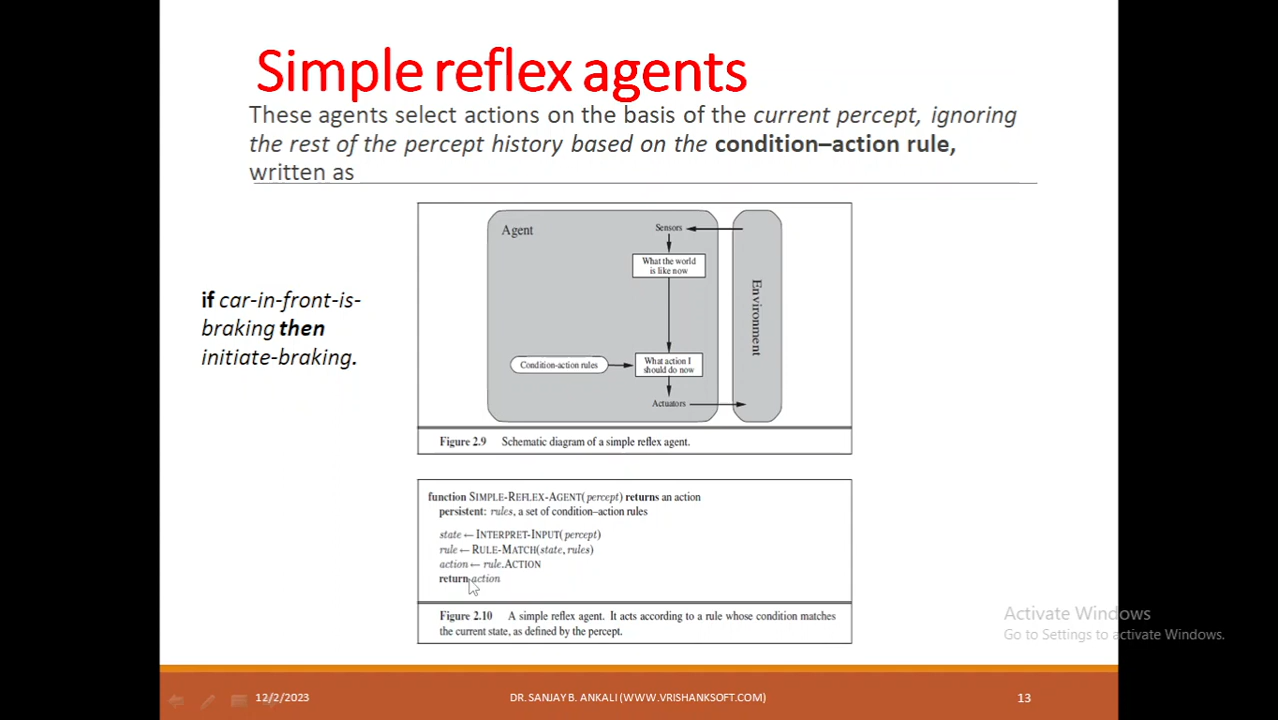 Simple reflex agents
These agents select actions on the basis of the current percept, ignoring
the rest of the percept history based on the condition–action rule,
written as
if car-in-front-is-
braking then
initiate-braking.
Agent
Sensors
What the world
is like now
Environment
Condition-action rules
What action I
should do now
Actuators
Figure 2.9 Schematic diagram of a simple reflex agent.
function SIMPLE-REFLEX-AGENT(percept) returns an action
persistent: rules, a set of condition–action rules
state ← INTERPRET-INPUT(percept)
rule ← RULE-MATCH(state, rules)
action ← rule.ACTION
return action
Figure 2.10 A simple reflex agent. It acts according to a rule whose condition matches
the current state, as defined by the percept.
Activate Windows
Go to Settings to activate Windows.
12/2/2023
DR. SANJAY B. ANKALI (WWW.VRISHANKSOFT.COM)
13